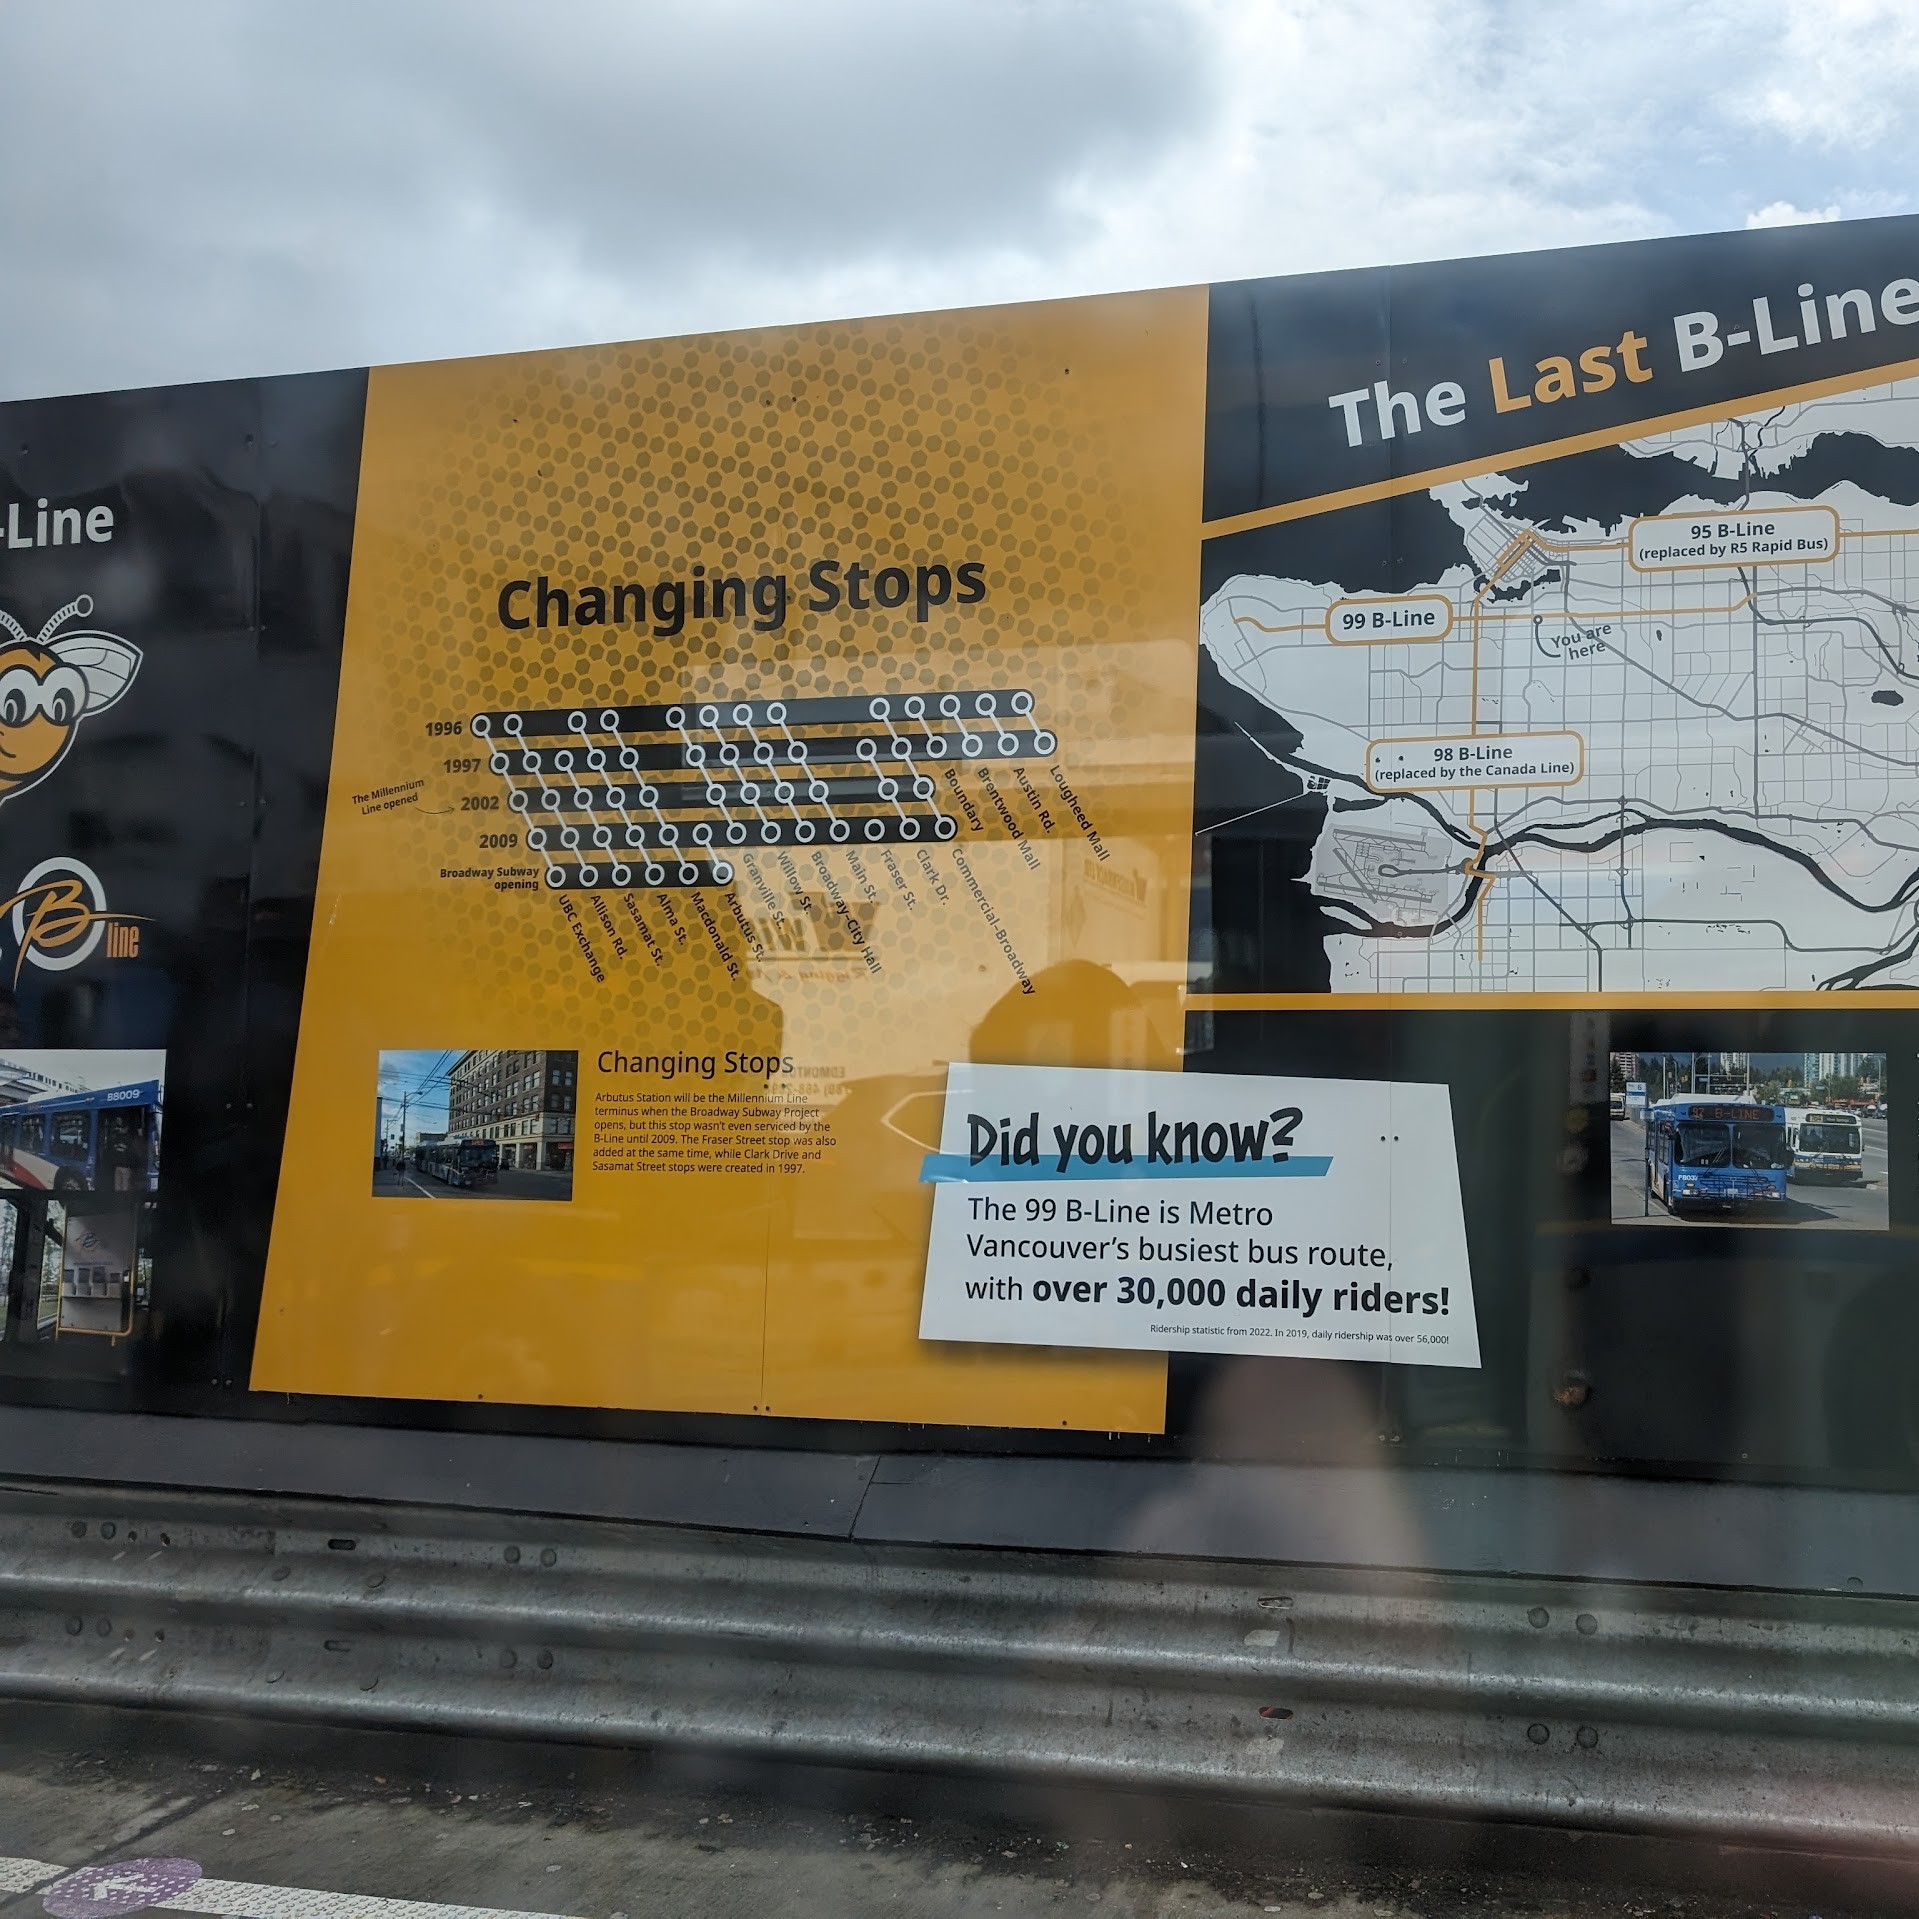 -Line
B
line
B8009
Changing Stops
1996
1997
The Millennium
Line opened
2002
2009
Broadway Subway
opening
UBC Exchange
Allison Rd.
Sasamat St.
Alma St.
Macdonald St.
Arbutus St.
Granville St.
Willow St.
Broadway–City Hall
Main St.
Fraser St.
Clark Dr.
Commercial–Broadway
Boundary
Brentwood Mall
Austin Rd.
Lougheed Mall
Changing Stops
Arbutus Station will be the Millennium Line
terminus when the Broadway Subway Project
opens, but this stop wasn't even serviced by the
B-Line until 2009. The Fraser Street stop was also
added at the same time, while Clark Drive and
Sasamat Street stops were created in 1997.
Did you know?
The 99 B-Line is Metro
Vancouver's busiest bus route,
with over 30,000 daily riders!
Ridership statistic from 2022. In 2019, daily ridership was over 56,000!
The Last B-Line
95 B-Line
(replaced by R5 Rapid Bus)
99 B-Line
You are
here
98 B-Line
(replaced by the Canada Line)
97 B-LINE